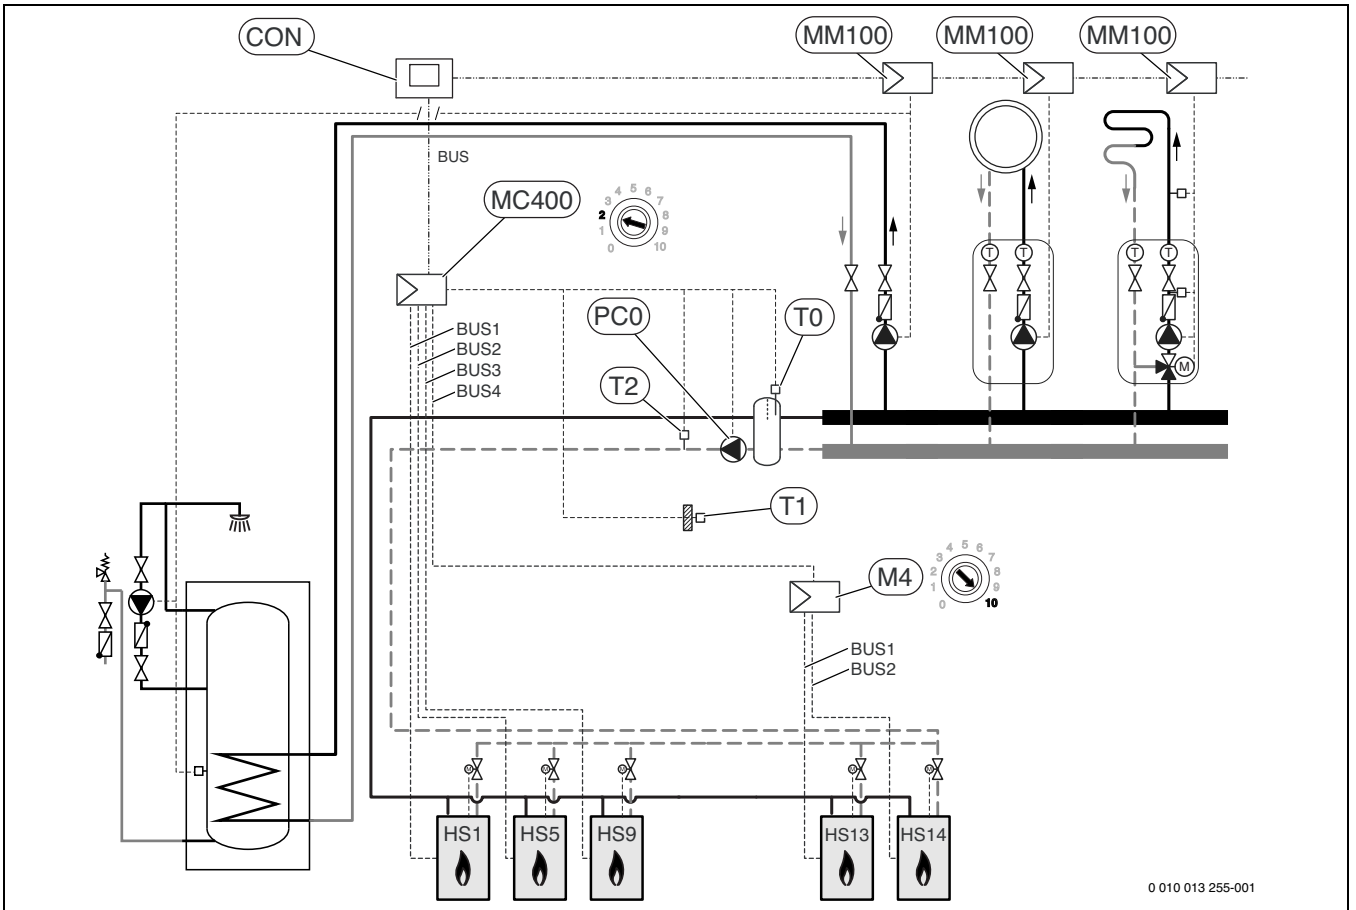 CON
MM100
MM100
MM100
BUS
MC400
0 1 2 3 4 5 6 7 8 9 10
PC0
T0
BUS1
BUS2
BUS3
BUS4
T2
T T
T T
M
T1
M4
0 1 2 3 4 5 6 7 8 9 10
BUS1
BUS2
M M M M M
HS1 HS5 HS9 HS13 HS14
0 010 013 255-001